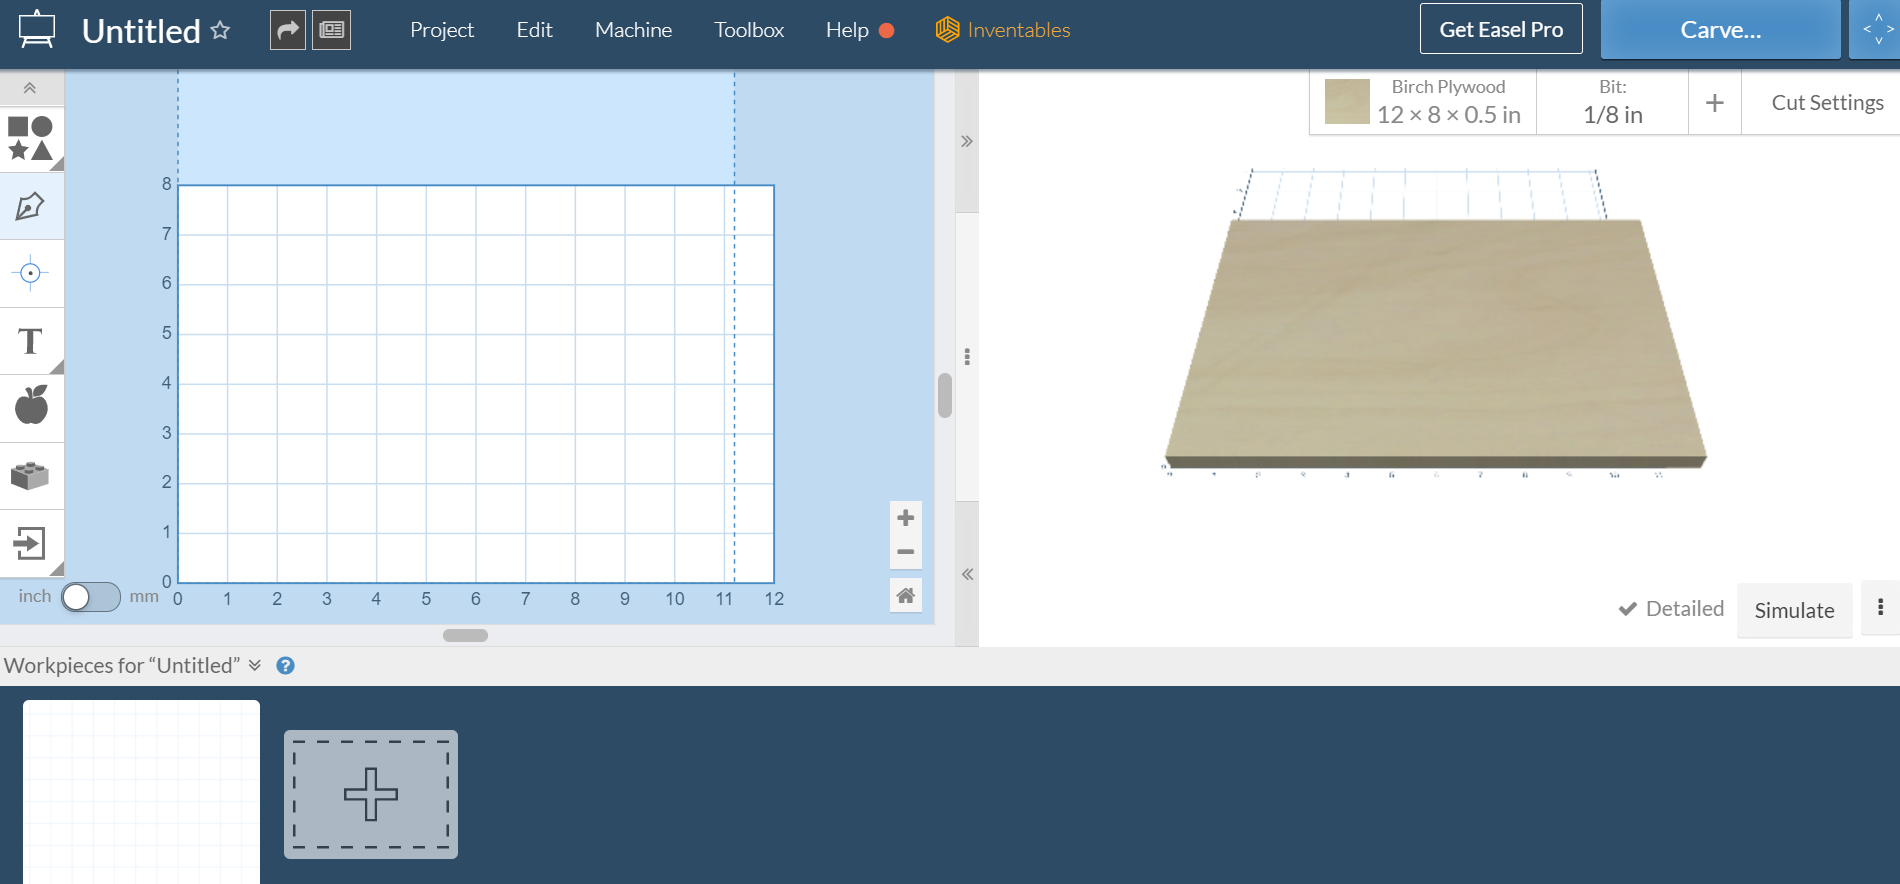 Untitled
Project Edit Machine Toolbox Help Inventables
Get Easel Pro
Carve...
Birch Plywood
12 × 8 × 0.5 in
Bit:
1/8 in
Cut Settings
T
8
7
6
5
4
3
2
1
0
0 1 2 3 4 5 6 7 8 9 10 11 12
inch mm
Detailed
Simulate
Workpieces for “Untitled” ?